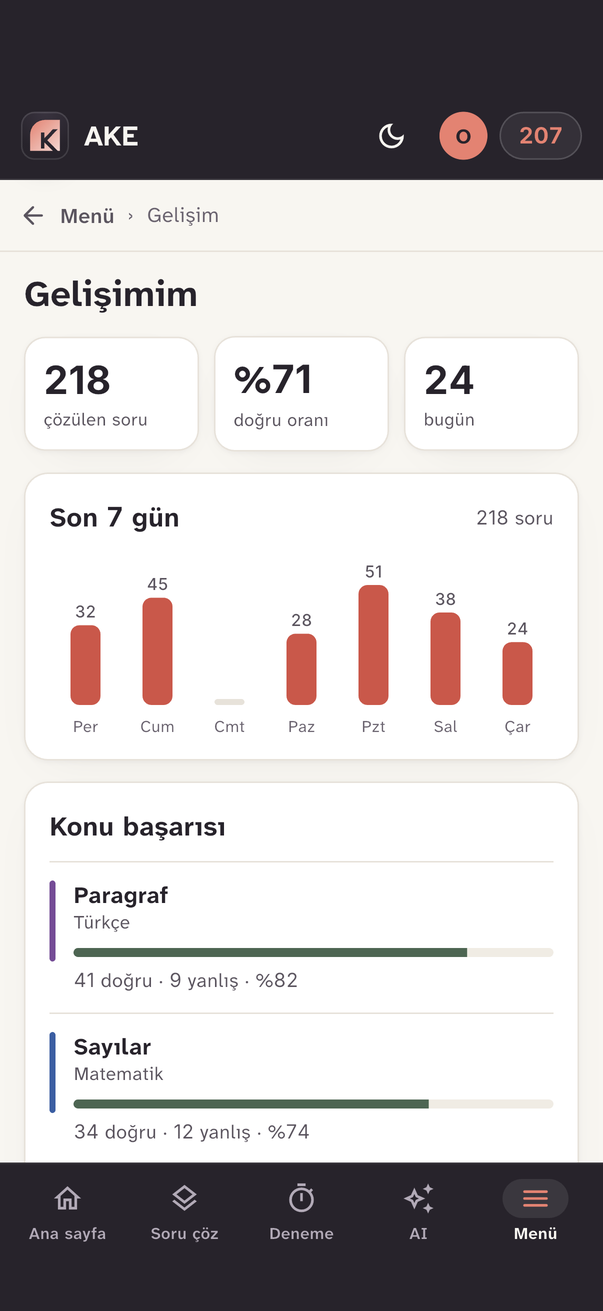 K AKE O 207
Menü › Gelişim
Gelişimim
218 %71 24
çözülen soru doğru oranı bugün
Son 7 gün 218 soru
32 45 28 51 38 24
Per Cum Cmt Paz Pzt Sal Çar
Konu başarısı
Paragraf
Türkçe
41 doğru · 9 yanlış · %82
Sayılar
Matematik
34 doğru · 12 yanlış · %74
Ana sayfa Soru çöz Deneme AI Menü